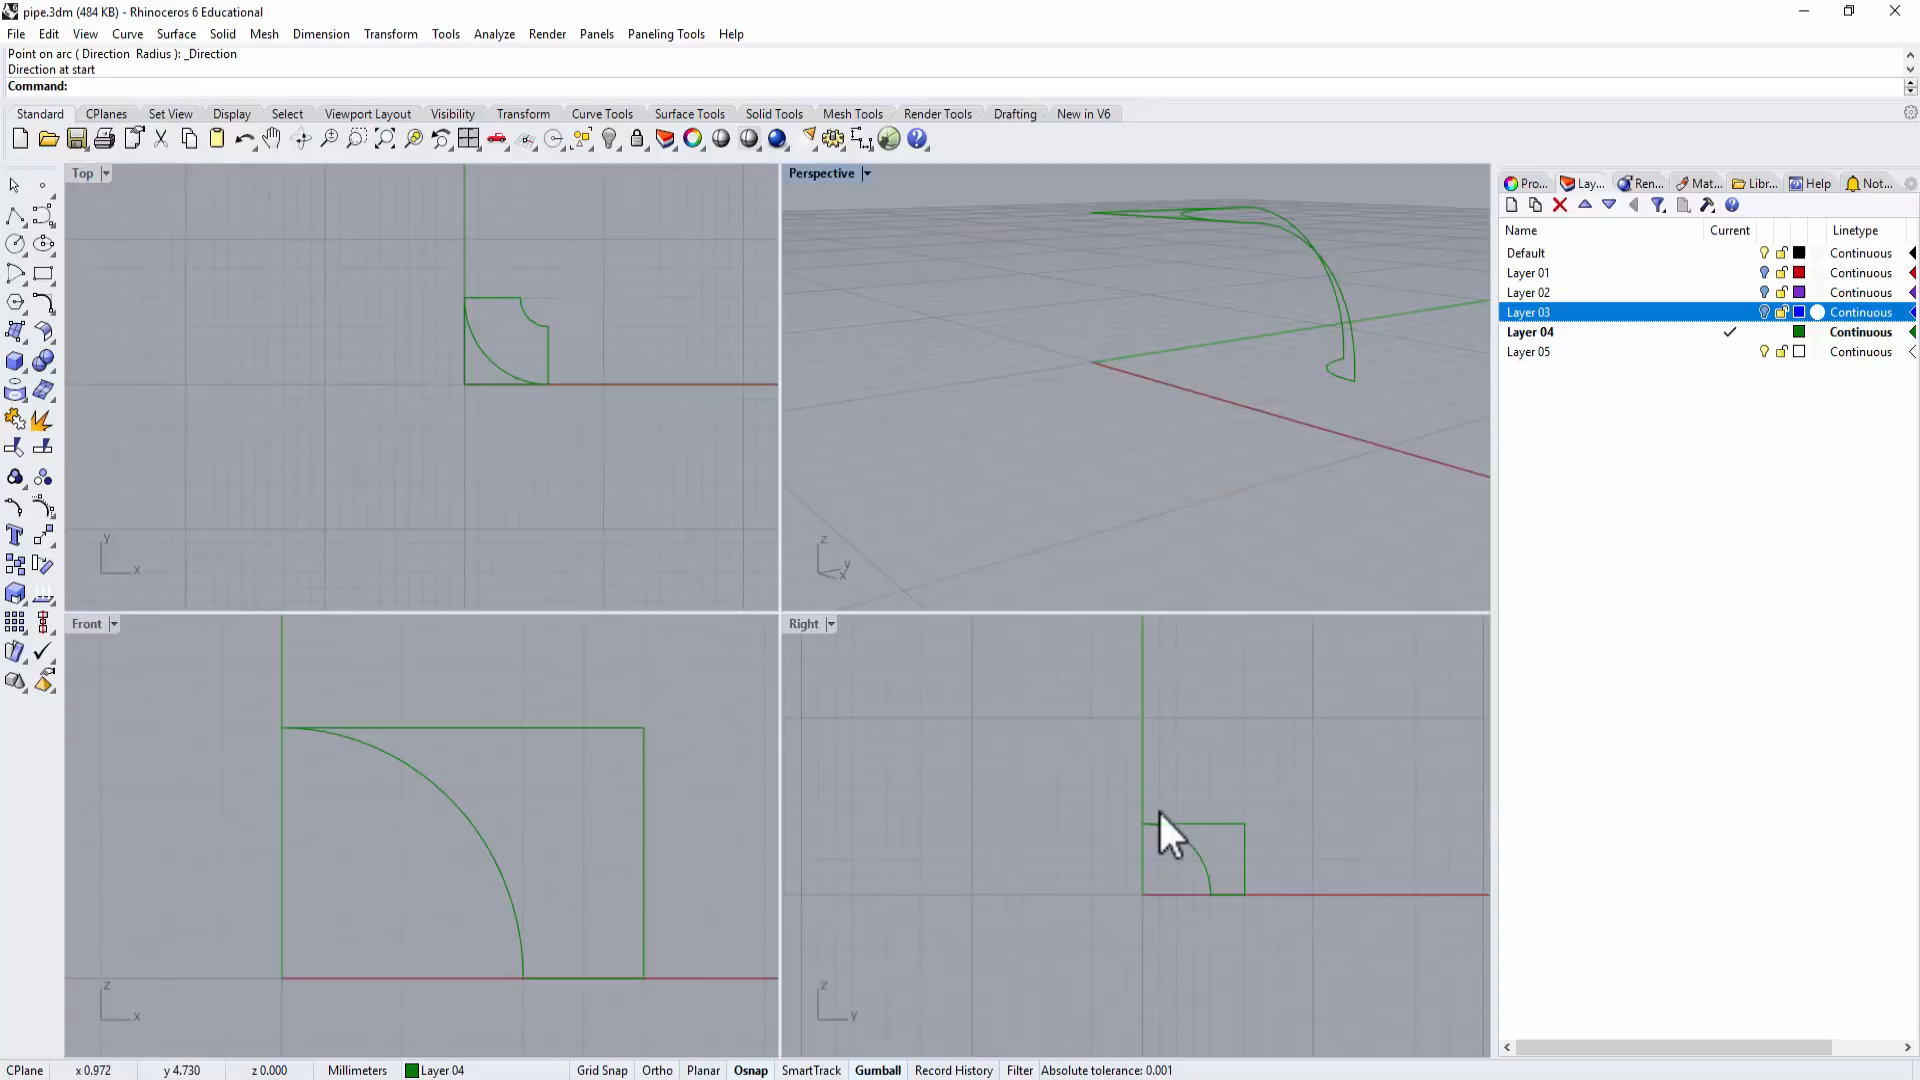 pipe.3dm (484 KB) - Rhinoceros 6 Educational
File Edit View Curve Surface Solid Mesh Dimension Transform Tools Analyze Render Panels Paneling Tools Help
Point on arc ( Direction Radius ): _Direction
Direction at start
Command:
Standard CPlanes Set View Display Select Viewport Layout Visibility Transform Curve Tools Surface Tools Solid Tools Mesh Tools Render Tools Drafting New in V6
Top
Perspective
Pro... Lay... Ren... Mat... Libr... Help Not...
Name Current Linetype
Default Continuous
Layer 01 Continuous
Layer 02 Continuous
Layer 03 Continuous
Layer 04 Continuous
Layer 05 Continuous
y
x
z
y
x
Front
Right
z
x
z
y
CPlane x 0.972 y 4.730 z 0.000 Millimeters Layer 04 Grid Snap Ortho Planar Osnap SmartTrack Gumball Record History Filter Absolute tolerance: 0.001